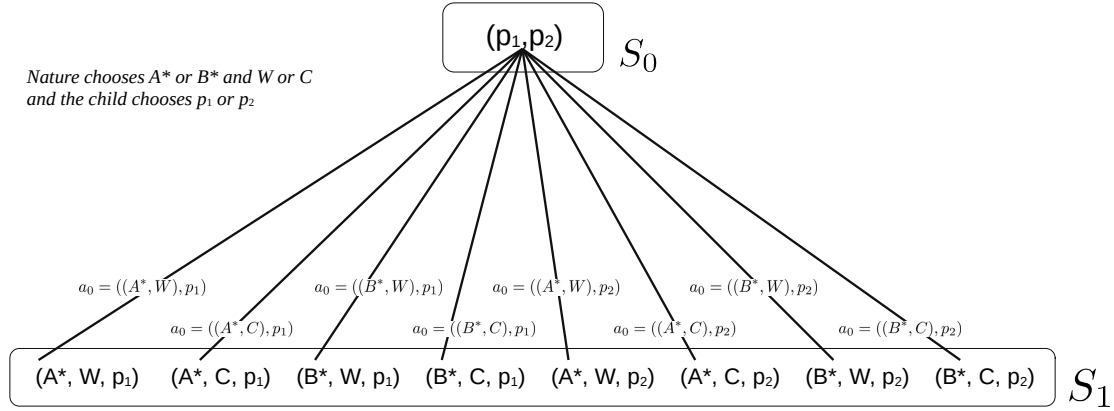 (p₁,p₂)
S₀
Nature chooses A* or B* and W or C
and the child chooses p₁ or p₂
a₀ = ((A*, W), p₁)
a₀ = ((B*, W), p₁)
a₀ = ((A*, W), p₂)
a₀ = ((B*, W), p₂)
a₀ = ((A*, C), p₁)
a₀ = ((B*, C), p₁)
a₀ = ((A*, C), p₂)
a₀ = ((B*, C), p₂)
(A*, W, p₁) (A*, C, p₁) (B*, W, p₁) (B*, C, p₁) (A*, W, p₂) (A*, C, p₂) (B*, W, p₂) (B*, C, p₂)
S₁